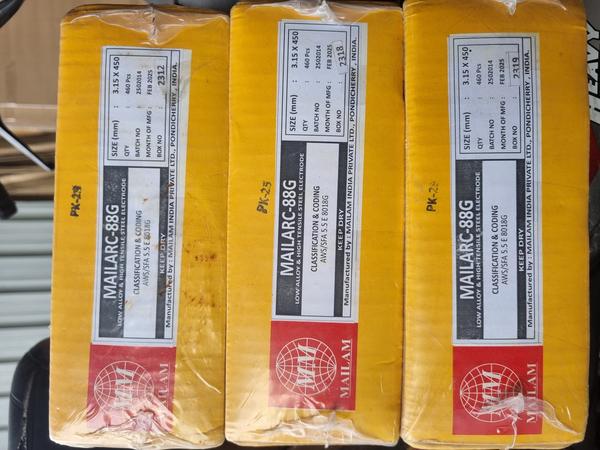 PK-29
SIZE (mm) : 3.15 X 450
QTY : 460 Pcs
BATCH NO : 2502014
MONTH OF MFG : FEB 2025
BOX NO : 2312
MAILARC-88G
LOW ALLOY & HIGH TENSILE STEEL ELECTRODE
CLASSIFICATION & CODING
AWS/SFA 5.5 E 8018G
KEEP DRY
Manufactured by : MAILAM INDIA PRIVATE LTD., PONDICHERRY, INDIA.
MM
MAILAM
PK-25
SIZE (mm) : 3.15 X 450
QTY : 460 Pcs
BATCH NO : 2502014
MONTH OF MFG : FEB 2025
BOX NO : 2318
MAILARC-88G
LOW ALLOY & HIGH TENSILE STEEL ELECTRODE
CLASSIFICATION & CODING
AWS/SFA 5.5 E 8018G
KEEP DRY
Manufactured by : MAILAM INDIA PRIVATE LTD., PONDICHERRY, INDIA.
MM
MAILAM
PK-29
SIZE (mm) : 3.15 X 450
QTY : 460 Pcs
BATCH NO : 2502014
MONTH OF MFG : FEB 2025
BOX NO : 2319
MAILARC-88G
LOW ALLOY & HIGH TENSILE STEEL ELECTRODE
CLASSIFICATION & CODING
AWS/SFA 5.5 E 8018G
KEEP DRY
Manufactured by : MAILAM INDIA PRIVATE LTD., PONDICHERRY, INDIA.
MM
MAILAM
HEAVY